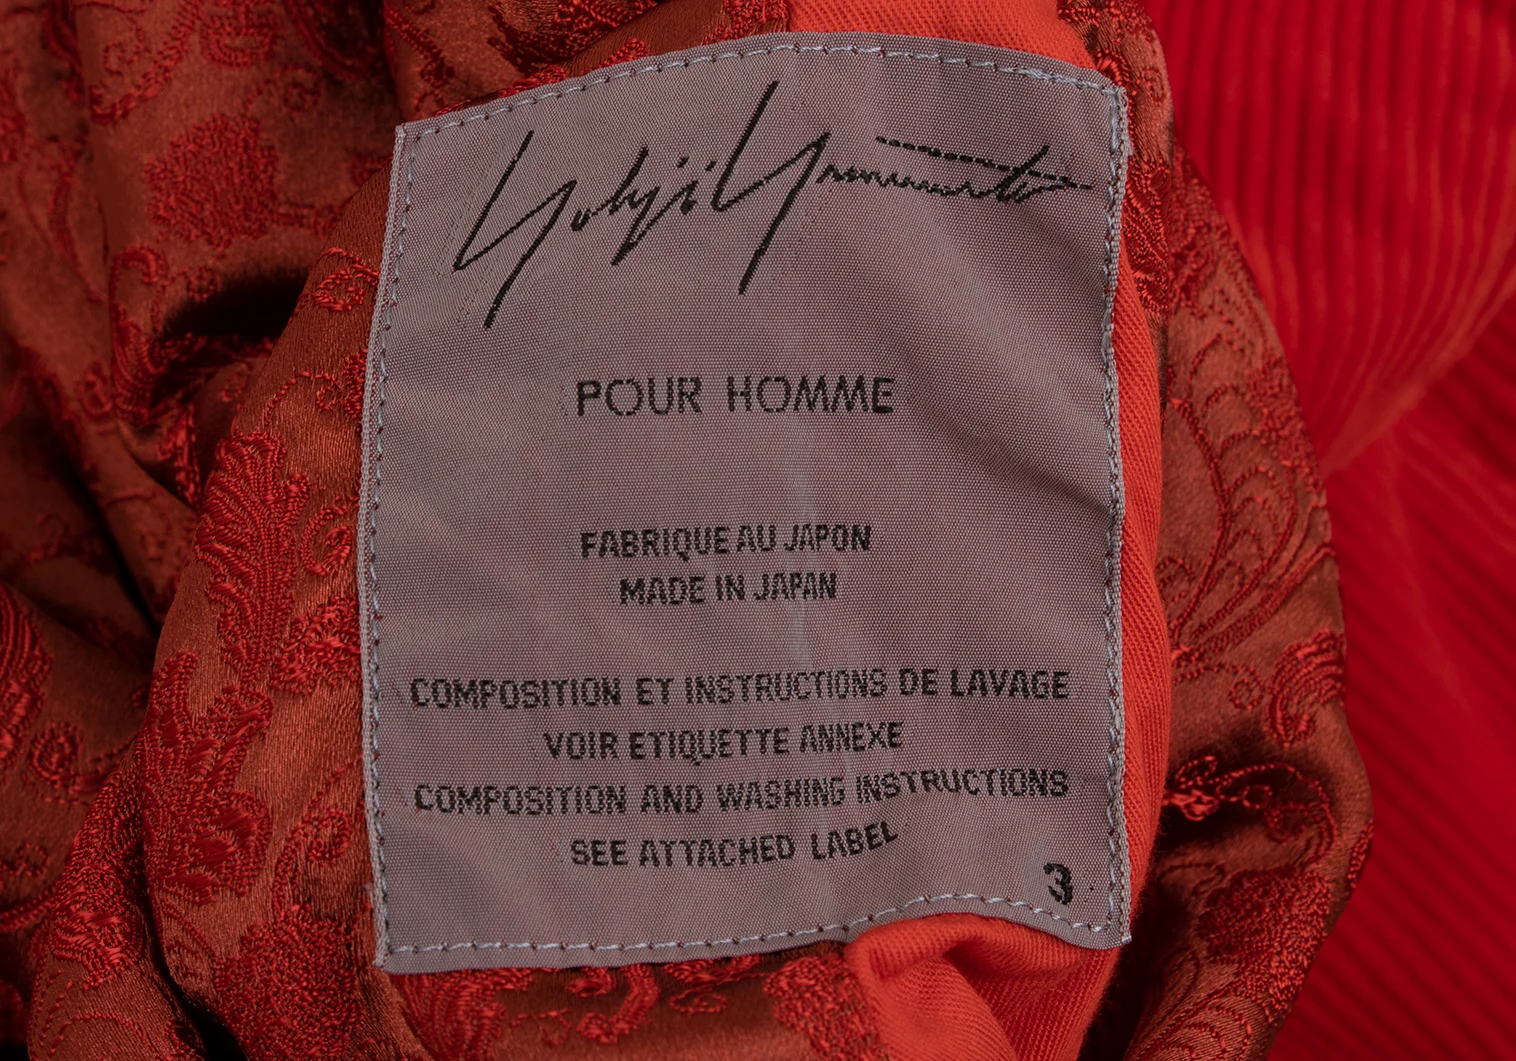 Yohji Yamamoto
POUR HOMME
FABRIQUE AU JAPON
MADE IN JAPAN
COMPOSITION ET INSTRUCTIONS DE LAVAGE
VOIR ETIQUETTE ANNEXE
COMPOSITION AND WASHING INSTRUCTIONS
SEE ATTACHED LABEL
3